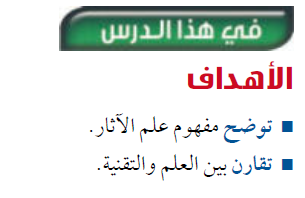 في هذا الدرس
الأهداف
■ توضح مفهوم علم الآثار.
■ تقارن بين العلم والتقنية.